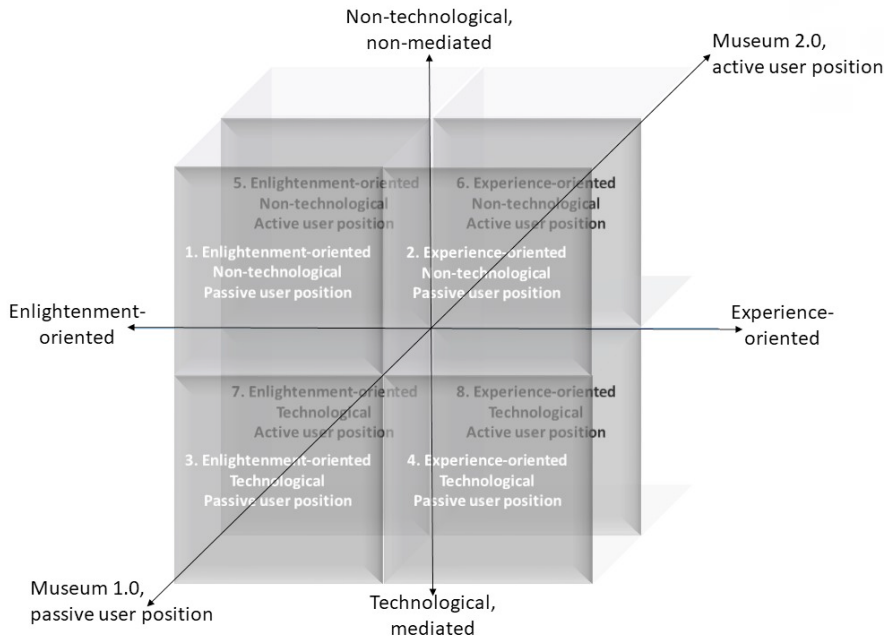 Non-technological,
non-mediated
Museum 2.0,
active user position
5. Enlightenment-oriented
Non-technological
Active user position
6. Experience-oriented
Non-technological
Active user position
1. Enlightenment-oriented
Non-technological
Passive user position
2. Experience-oriented
Non-technological
Passive user position
Enlightenment-
oriented
Experience-
oriented
7. Enlightenment-oriented
Technological
Active user position
8. Experience-oriented
Technological
Active user position
3. Enlightenment-oriented
Technological
Passive user position
4. Experience-oriented
Technological
Passive user position
Museum 1.0,
passive user position
Technological,
mediated